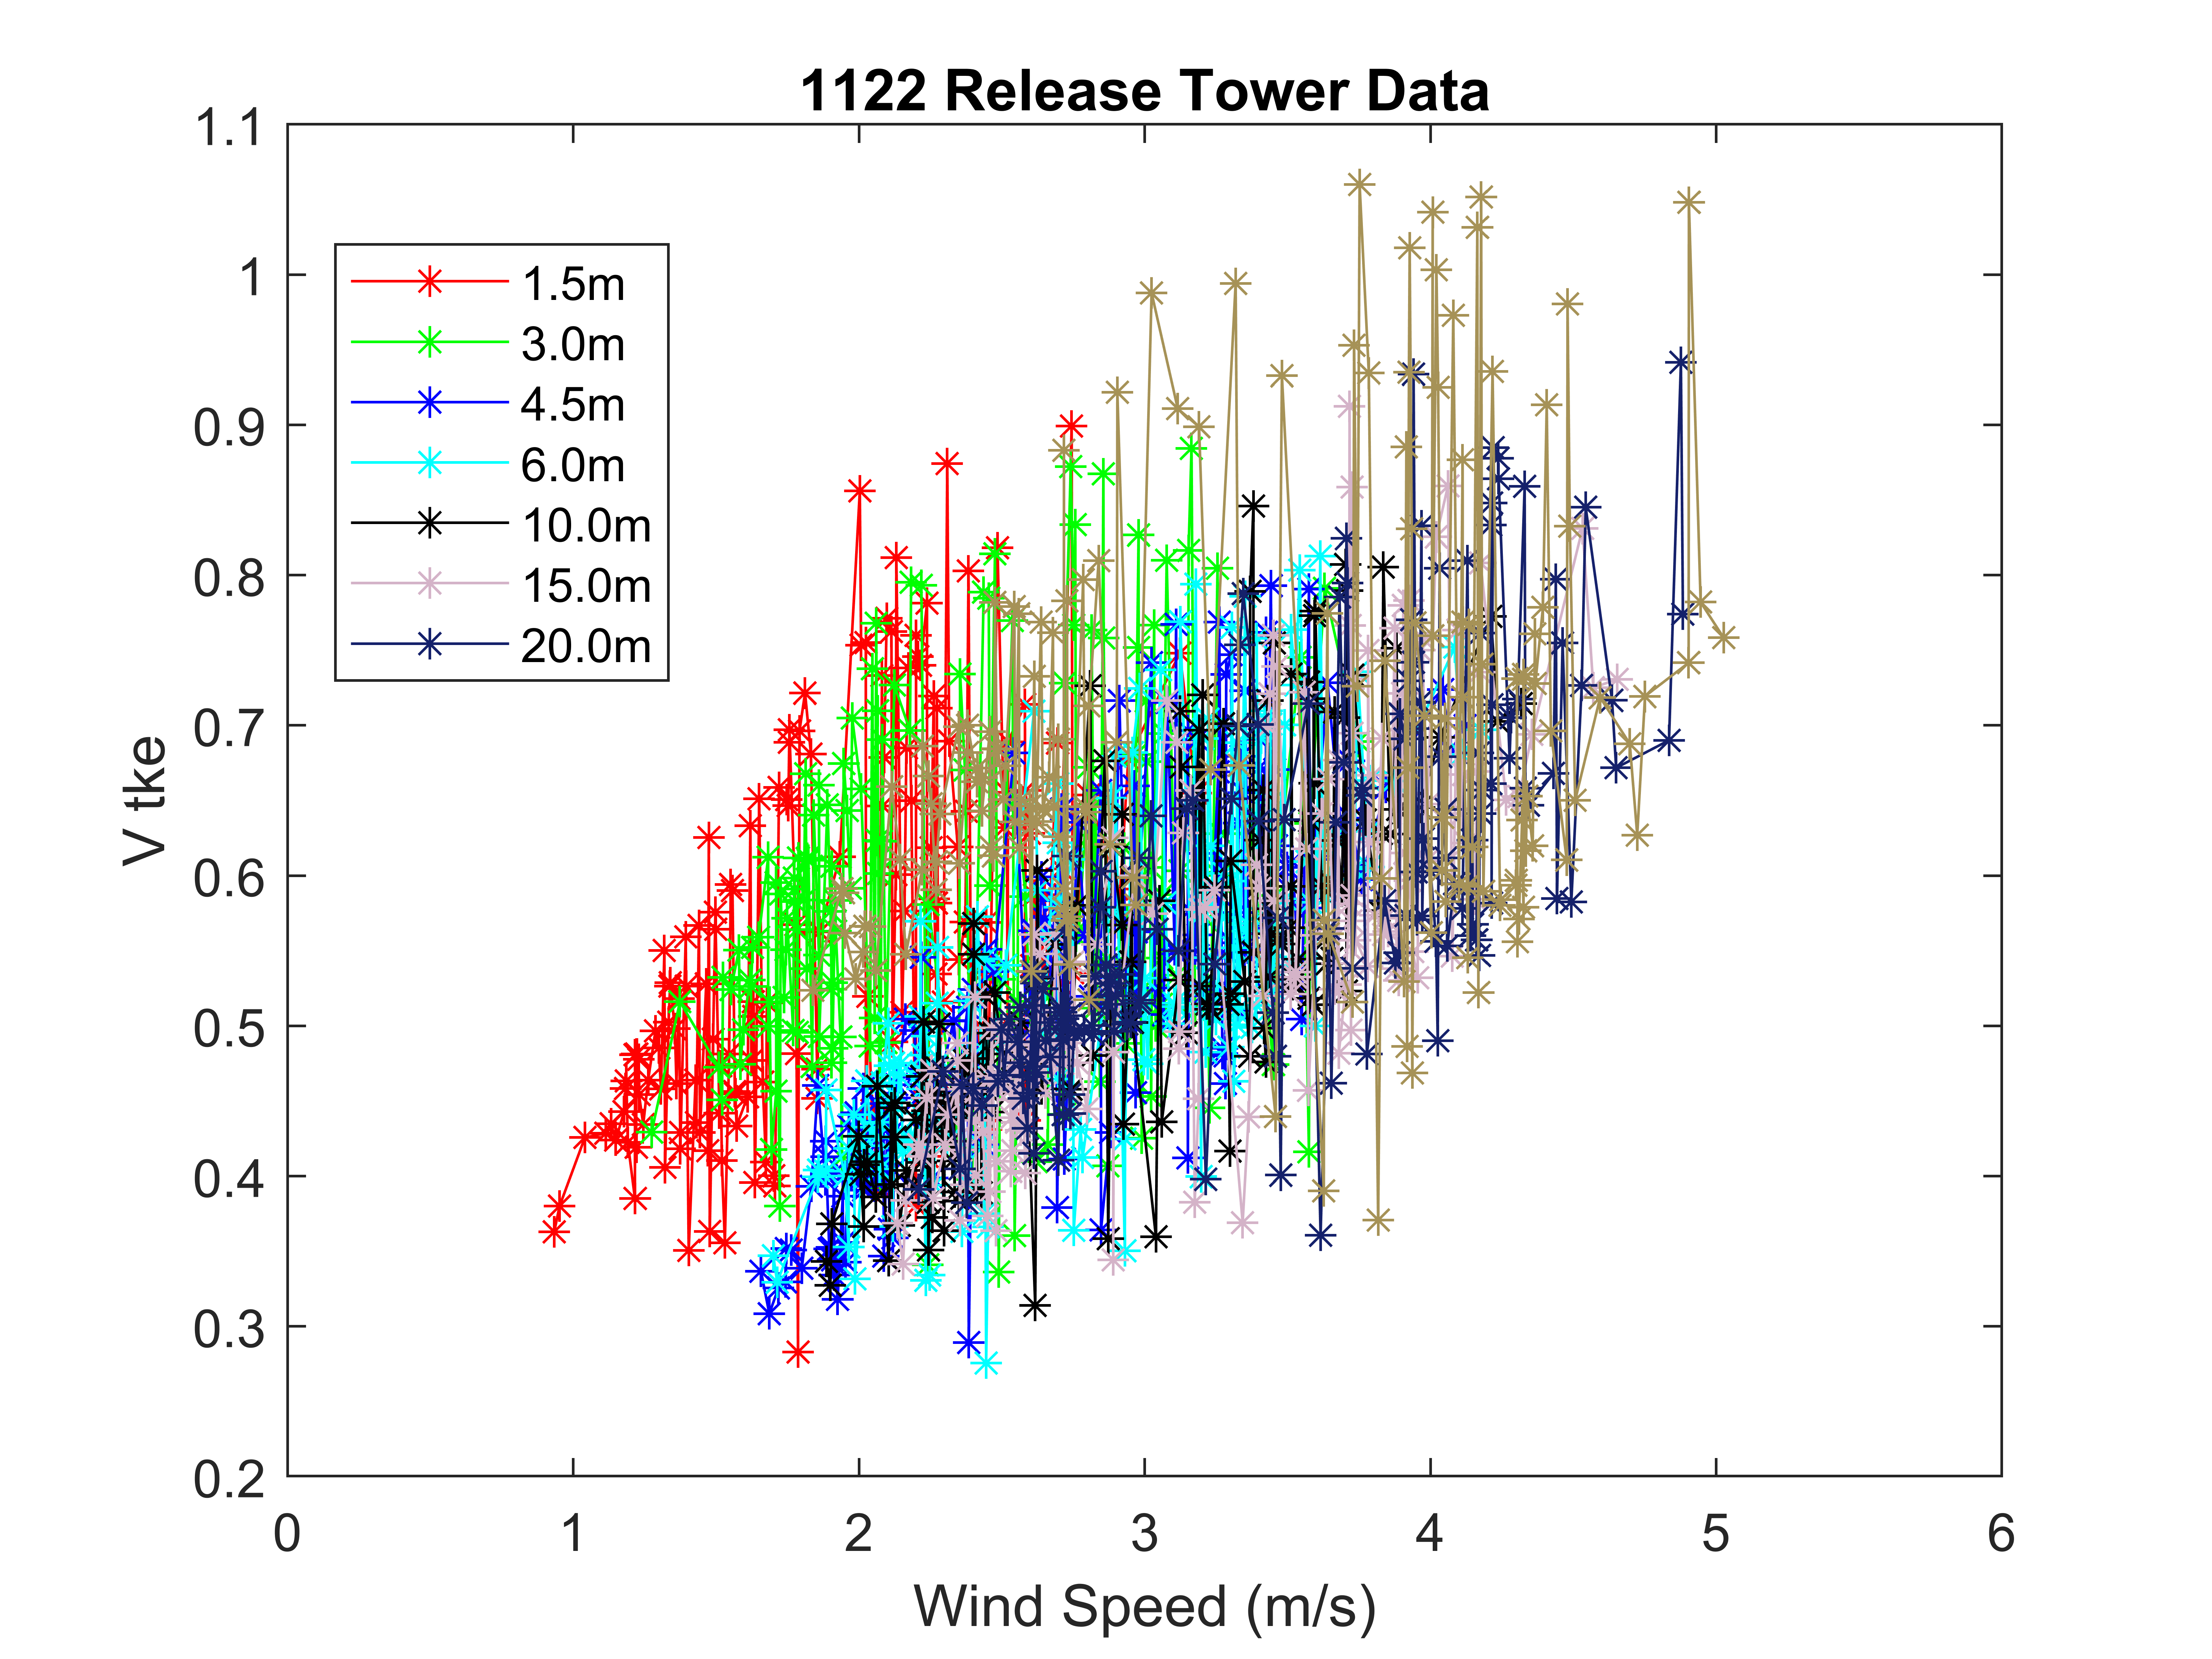 1122 Release Tower Data
1.1
1
0.9
0.8
0.7
0.6
0.5
0.4
0.3
0.2
V tke
1.5m
3.0m
4.5m
6.0m
10.0m
15.0m
20.0m
0 1 2 3 4 5 6
Wind Speed (m/s)